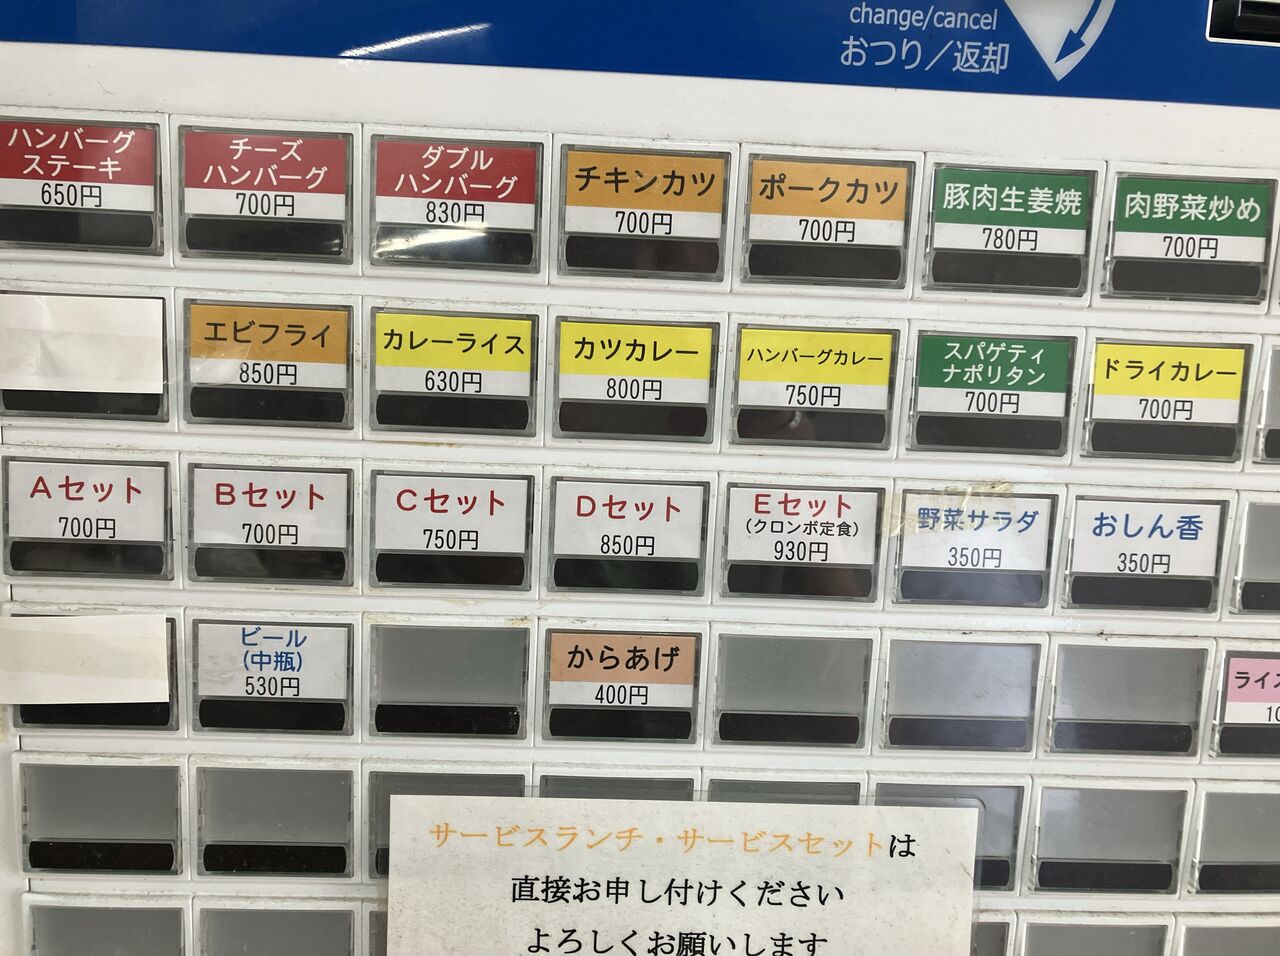 change/cancel
おつり／返却
ハンバーグ
ステーキ
650円
チーズ
ハンバーグ
700円
ダブル
ハンバーグ
830円
チキンカツ
700円
ポークカツ
700円
豚肉生姜焼
780円
肉野菜炒め
700円
エビフライ
850円
カレーライス
630円
カツカレー
800円
ハンバーグカレー
750円
スパゲティ
ナポリタン
700円
ドライカレー
700円
Aセット
700円
Bセット
700円
Cセット
750円
Dセット
850円
Eセット
(クロンボ定食)
930円
野菜サラダ
350円
おしん香
350円
ビール
(中瓶)
530円
からあげ
400円
ライス
サービスランチ・サービスセットは
直接お申し付けください
よろしくお願いします